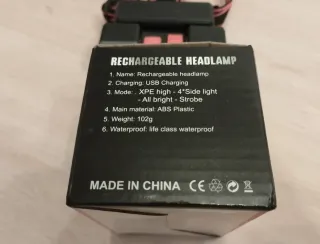 RECHARGEABLE HEADLAMP
1. Name: Rechargeable headlamp
2. Charging: USB Charging
3. Mode: . XPE high - 4*Side light
- All bright - Strobe
4. Main material: ABS Plastic
5. Weight: 102g
6. Waterproof: life class waterproof
MADE IN CHINA CE